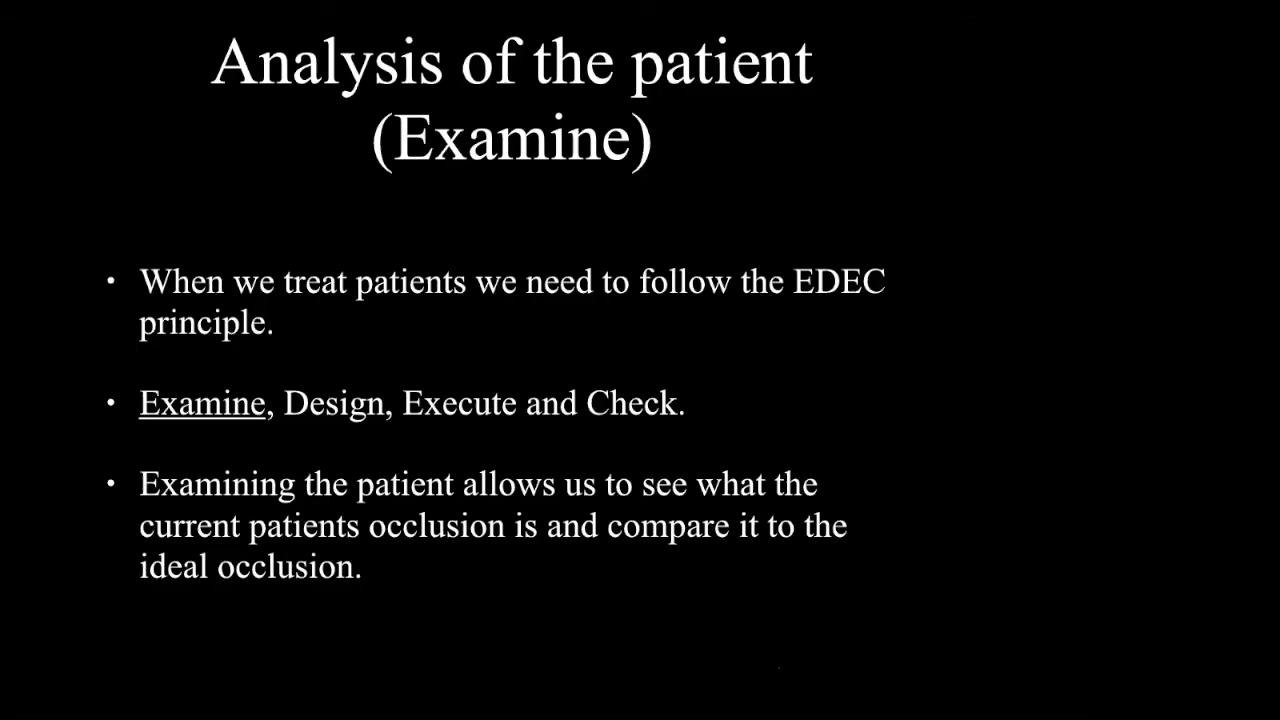 Analysis of the patient
(Examine)
• When we treat patients we need to follow the EDEC
principle.
• Examine, Design, Execute and Check.
• Examining the patient allows us to see what the
current patients occlusion is and compare it to the
ideal occlusion.